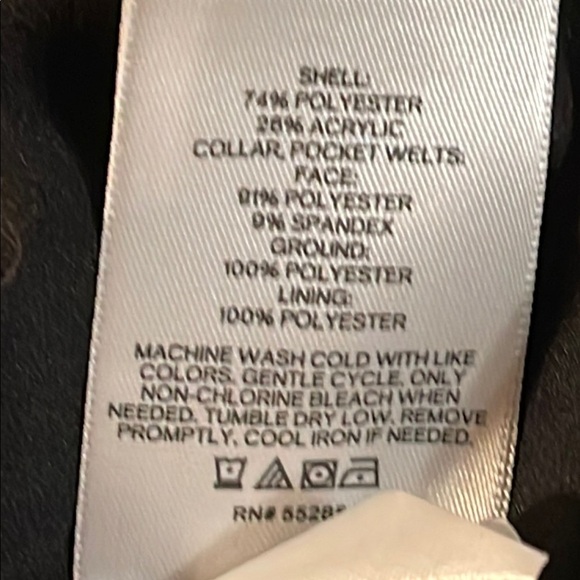 SHELL:
74% POLYESTER
26% ACRYLIC
COLLAR, POCKET WELTS:
FACE:
91% POLYESTER
9% SPANDEX
GROUND:
100% POLYESTER
LINING:
100% POLYESTER
MACHINE WASH COLD WITH LIKE
COLORS. GENTLE CYCLE. ONLY
NON-CHLORINE BLEACH WHEN
NEEDED. TUMBLE DRY LOW. REMOVE
PROMPTLY. COOL IRON IF NEEDED.
RN#